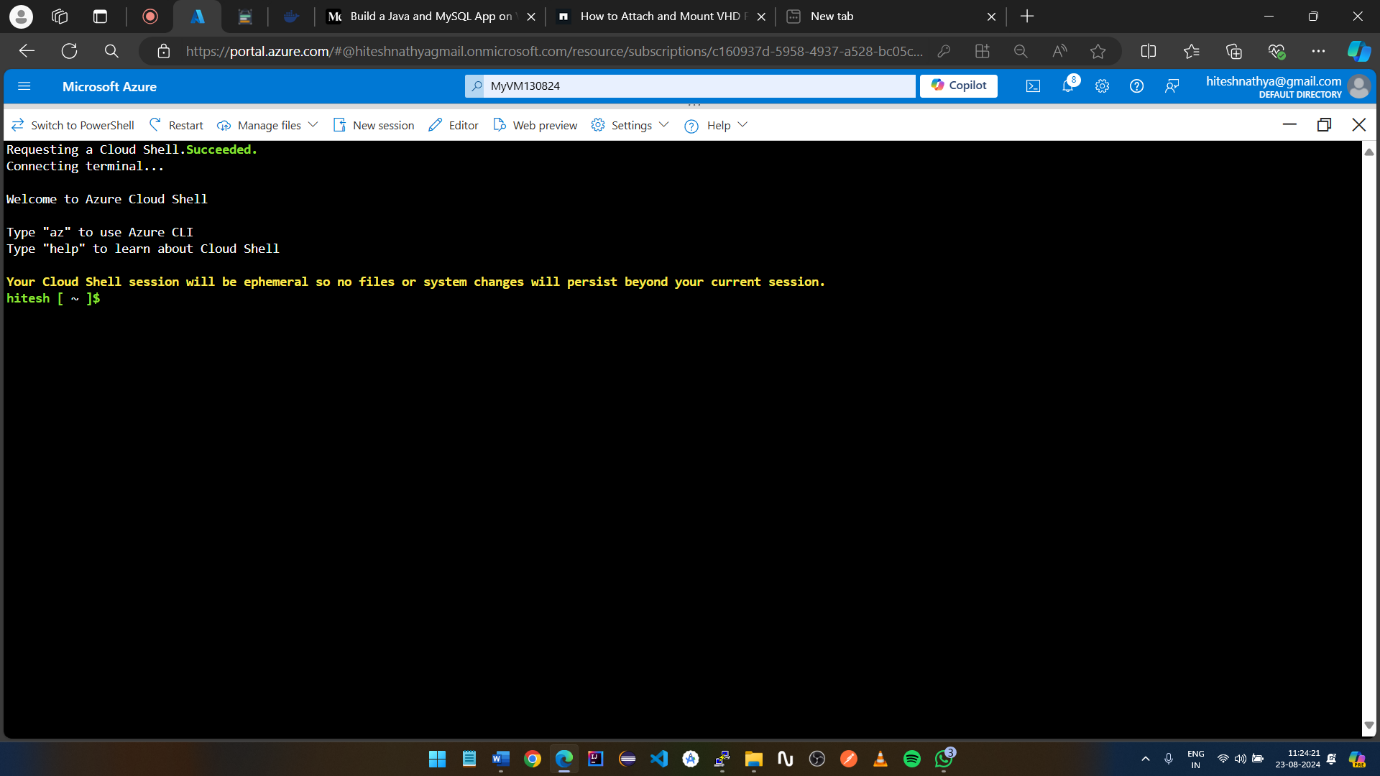 Build a Java and MySQL App on
How to Attach and Mount VHD F
New tab
https://portal.azure.com/#@hiteshnathyagmail.onmicrosoft.com/resource/subscriptions/c160937d-5958-4937-a528-bc05c...
Microsoft Azure
MyVM130824
Copilot
8
hiteshnathya@gmail.com
DEFAULT DIRECTORY
Switch to PowerShell
Restart
Manage files
New session
Editor
Web preview
Settings
Help
Requesting a Cloud Shell.Succeeded.
Connecting terminal...
Welcome to Azure Cloud Shell
Type "az" to use Azure CLI
Type "help" to learn about Cloud Shell
Your Cloud Shell session will be ephemeral so no files or system changes will persist beyond your current session.
hitesh [ ~ ]$
3
ENG
IN
11:24:21
23-08-2024